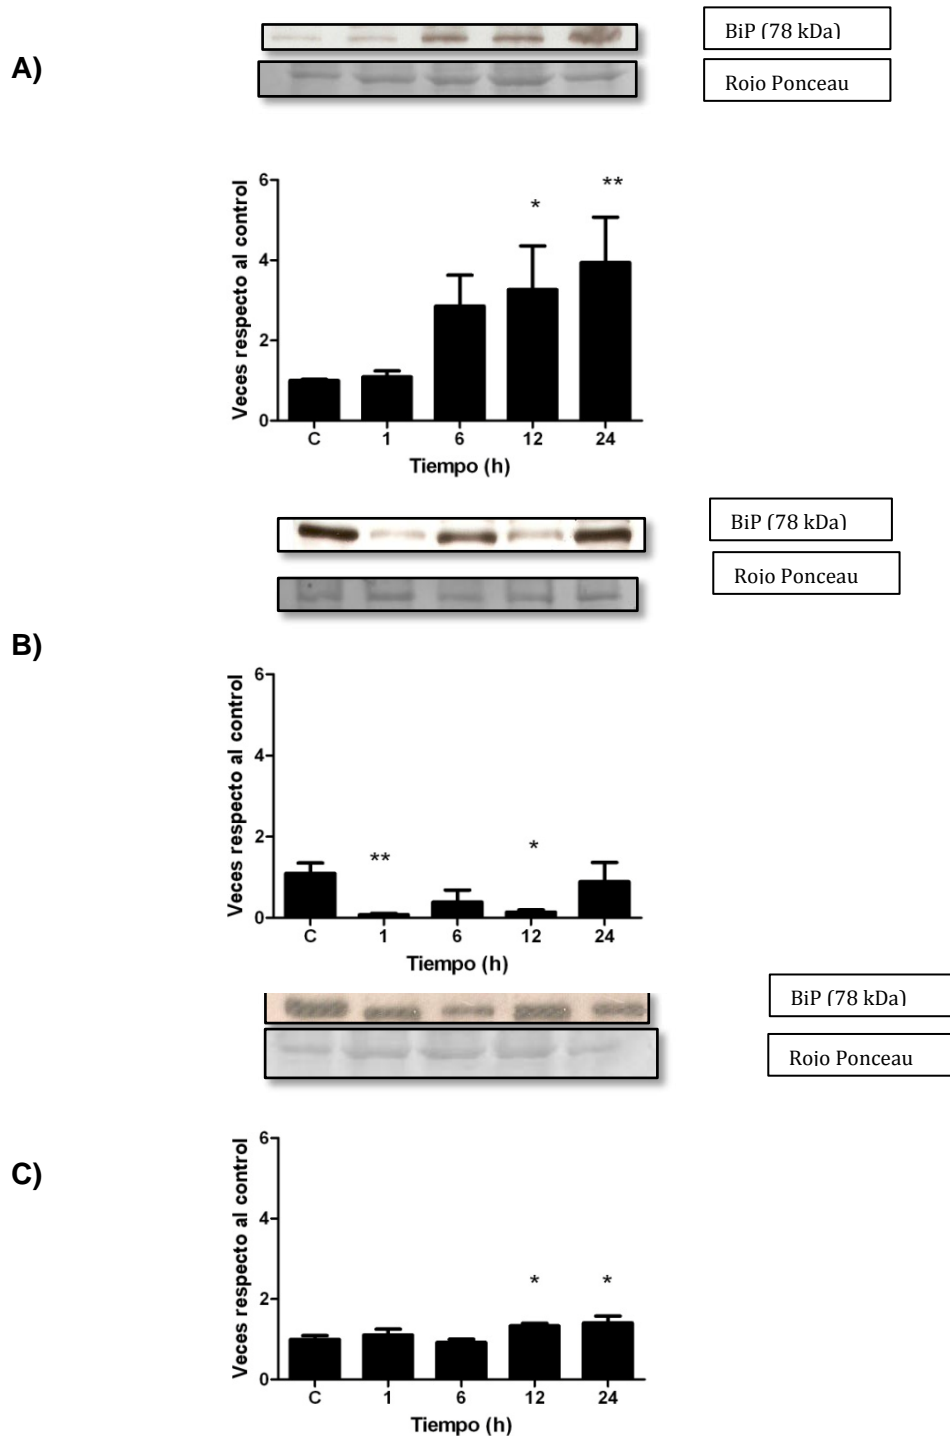 A)
BiP (78 kDa)
Rojo Ponceau
Veces respecto al control
6
4
2
0
*
**
C 1 6 12 24
Tiempo (h)
BiP (78 kDa)
Rojo Ponceau
B)
Veces respecto al control
6
4
2
0
**
*
C 1 6 12 24
Tiempo (h)
BiP (78 kDa)
Rojo Ponceau
C)
Veces respecto al control
6
4
2
0
*
*
C 1 6 12 24
Tiempo (h)